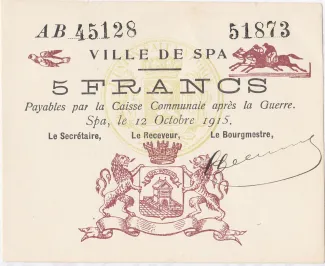 AB 45128 51873
VILLE DE SPA
5 FRANCS
Payables par la Caisse Communale après la Guerre.
Spa, le 12 Octobre 1915.
Le Secrétaire, Le Receveur, Le Bourgmestre,